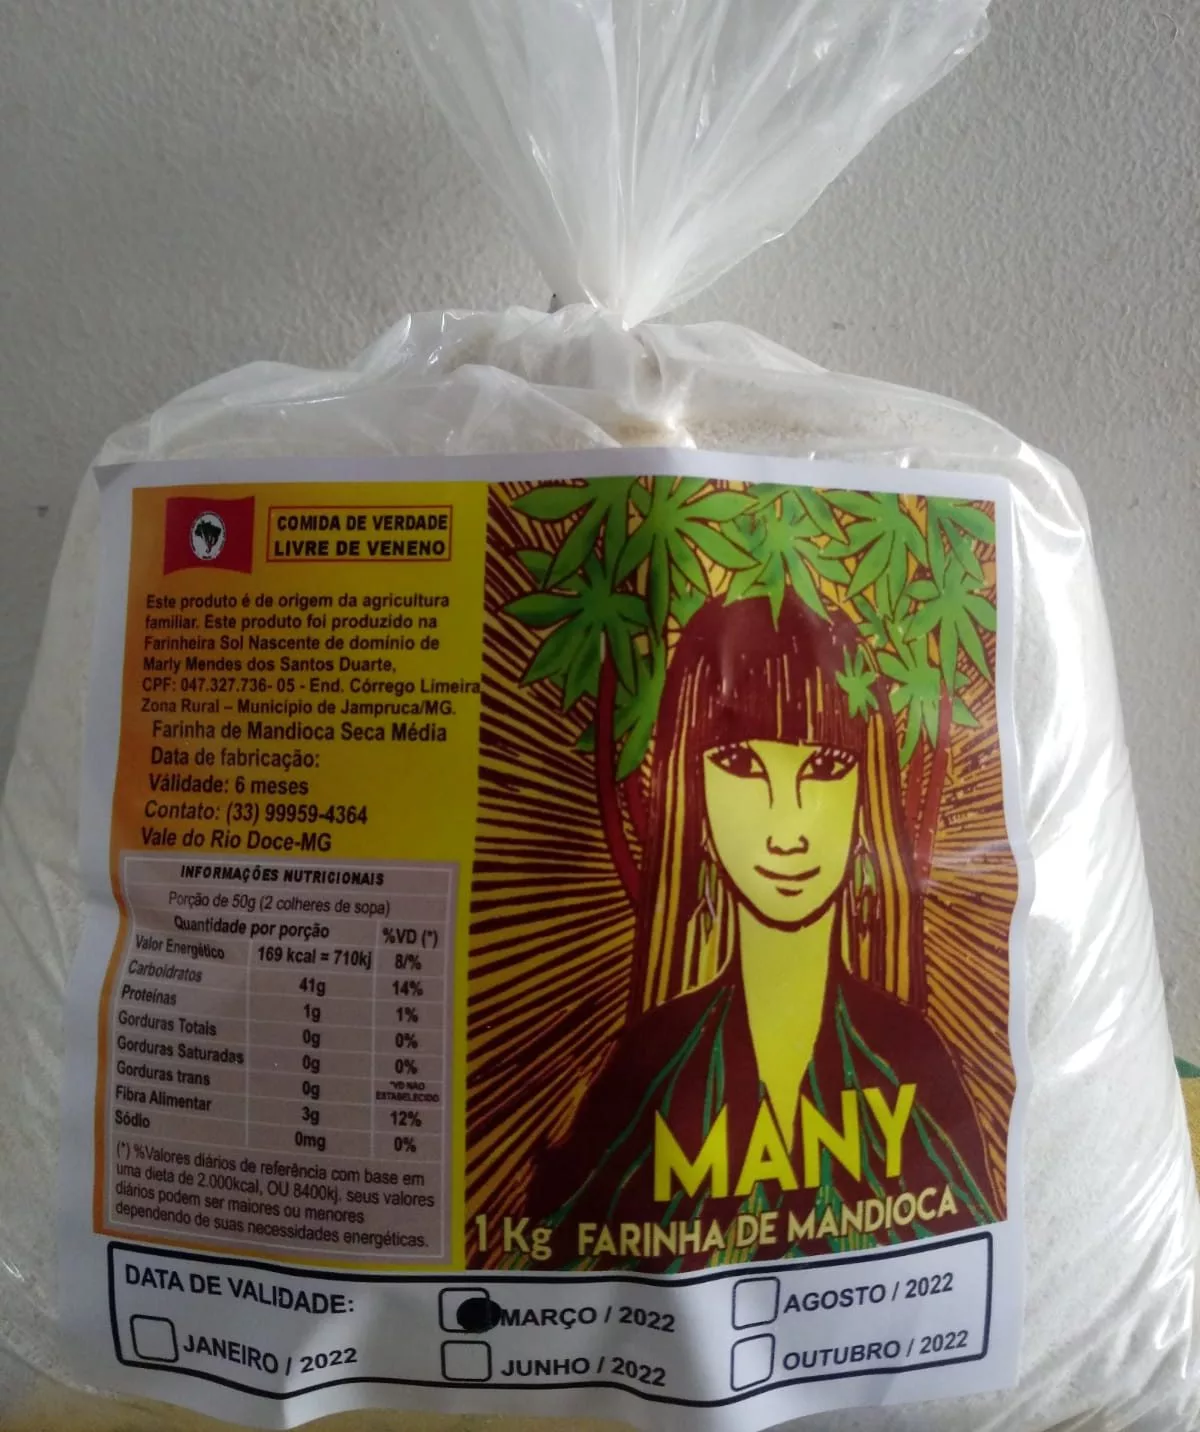 COMIDA DE VERDADE
LIVRE DE VENENO
Este produto é de origem da agricultura
familiar. Este produto foi produzido na
Farinheira Sol Nascente de domínio de
Marly Mendes dos Santos Duarte,
CPF: 047.327.736- 05 - End. Córrego Limeira
Zona Rural – Município de Jampruca/MG.
Farinha de Mandioca Seca Média
Data de fabricação:
Válidade: 6 meses
Contato: (33) 99959-4364
Vale do Rio Doce-MG
INFORMAÇÕES NUTRICIONAIS
Porção de 50g (2 colheres de sopa)
Quantidade por porção %VD (*)
Valor Energético 169 kcal = 710kj 8/%
Carboidratos 41g 14%
Proteínas 1g 1%
Gorduras Totais 0g 0%
Gorduras Saturadas 0g 0%
Gorduras trans 0g *VD NÃO ESTABELECIDO
Fibra Alimentar 3g 12%
Sódio 0mg 0%
(*) %Valores diários de referência com base em
uma dieta de 2.000kcal, OU 8400kj. seus valores
diários podem ser maiores ou menores
dependendo de suas necessidades energéticas.
MANY
1 Kg FARINHA DE MANDIOCA
DATA DE VALIDADE:
JANEIRO / 2022
MARÇO / 2022
JUNHO / 2022
AGOSTO / 2022
OUTUBRO / 2022